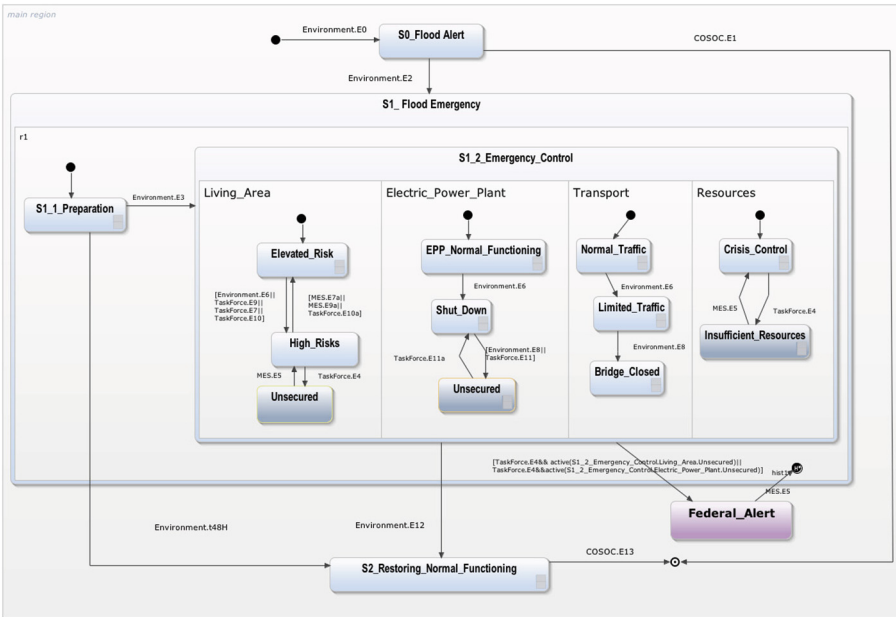 main region
Environment.E0
S0_Flood Alert
COSOC.E1
Environment.E2
S1_ Flood Emergency
r1
S1_2_Emergency_Control
S1_1_Preparation
Environment.E3
Living_Area
Elevated_Risk
[Environment.E6||
TaskForce.E9||
TaskForce.E7||
TaskForce.E10]
[MES.E7a||
MES.E9a||
TaskForce.E10a]
High_Risks
MES.E5
TaskForce.E4
Unsecured
Electric_Power_Plant
EPP_Normal_Functioning
Environment.E6
Shut_Down
TaskForce.E11a
[Environment.E8||
TaskForce.E11]
Unsecured
Transport
Normal_Traffic
Environment.E6
Limited_Traffic
Environment.E8
Bridge_Closed
Resources
Crisis_Control
MES.E5
TaskForce.E4
Insufficient_Resources
[TaskForce.E4&& active(S1_2_Emergency_Control.Living_Area.Unsecured)||
TaskForce.E4&&active(S1_2_Emergency_Control.Electric_Power_Plant.Unsecured)]
MES.E5
Federal_Alert
Environment.t48H
Environment.E12
S2_Restoring_Normal_Functioning
COSOC.E13